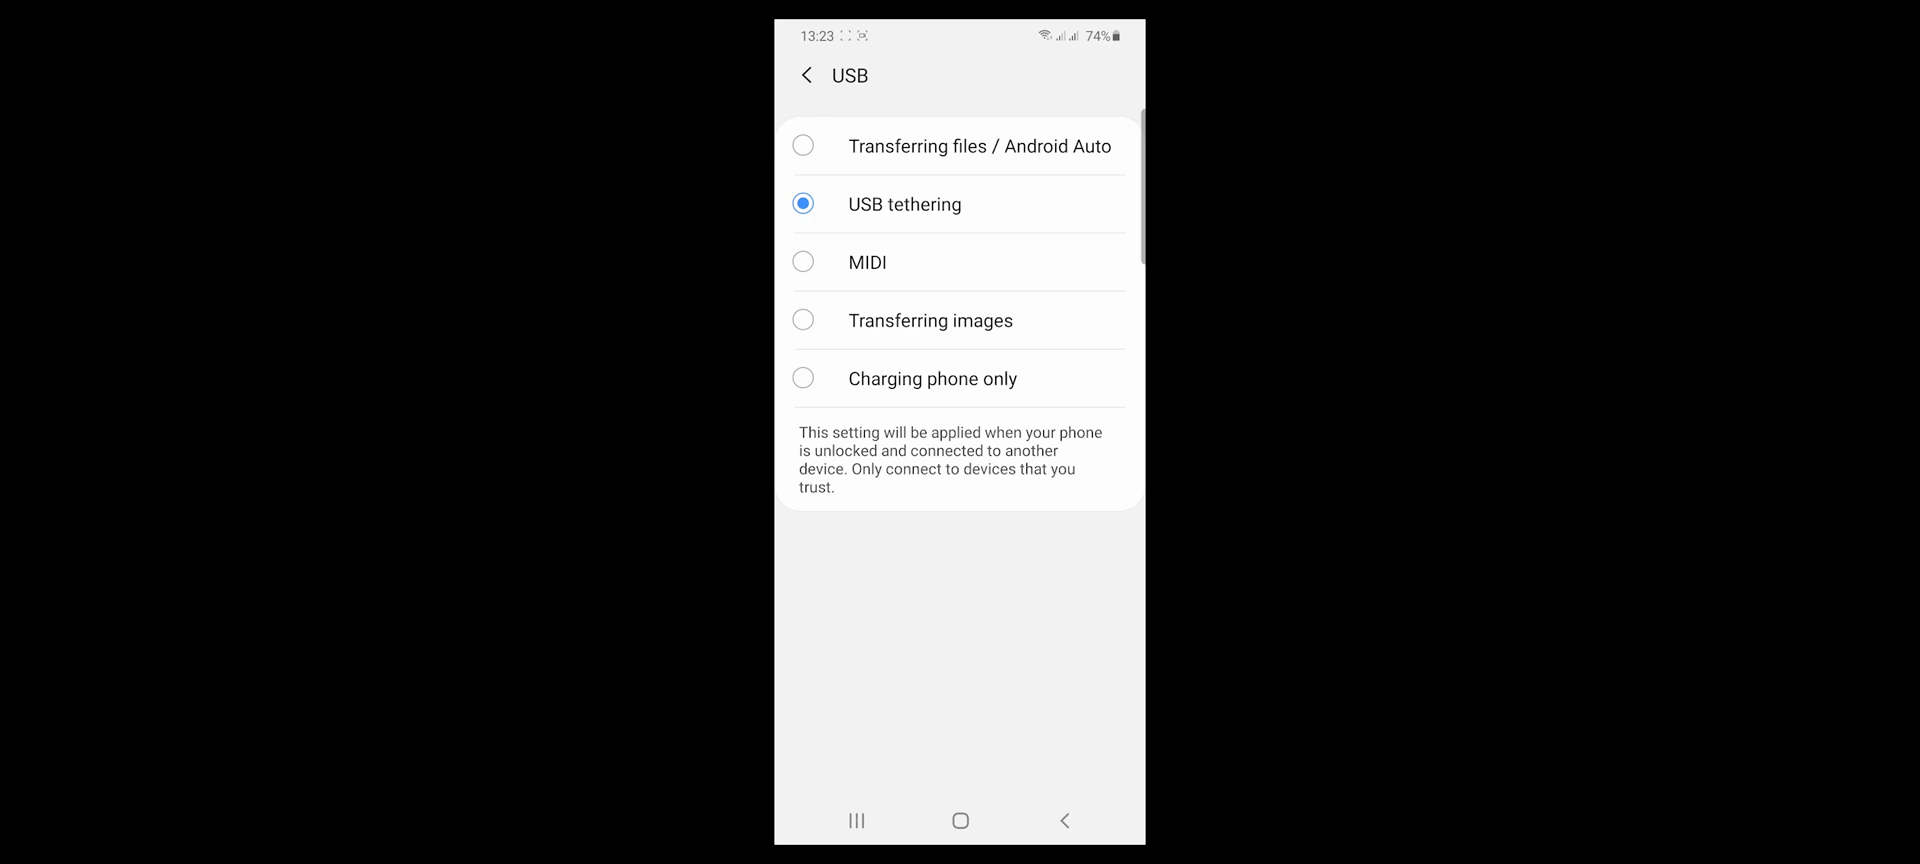 13:23 74%
USB
Transferring files / Android Auto
USB tethering
MIDI
Transferring images
Charging phone only
This setting will be applied when your phone
is unlocked and connected to another
device. Only connect to devices that you
trust.